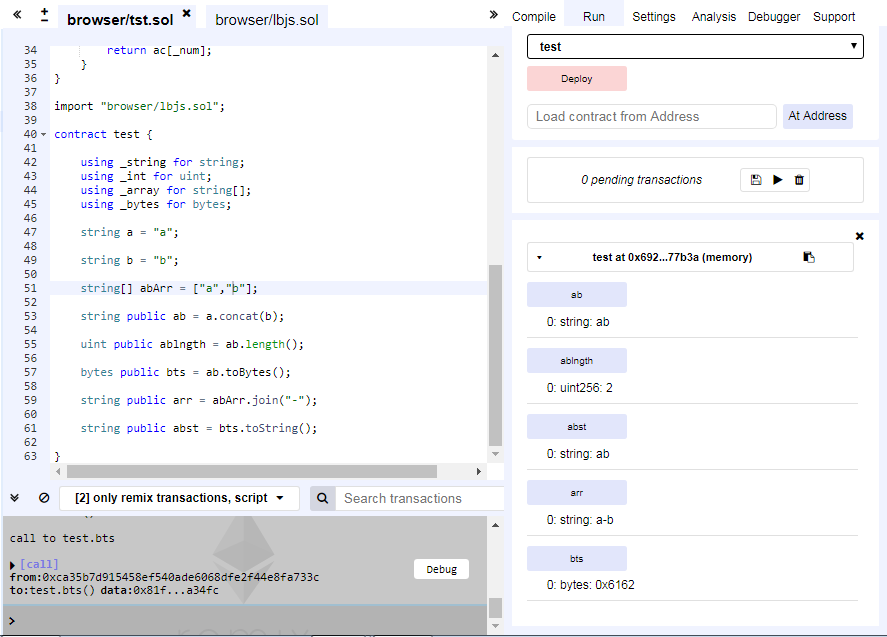 browser/tst.sol
browser/lbjs.sol
34 return ac[_num];
35 }
36 }
37
38 import "browser/lbjs.sol";
39
40 contract test {
41
42 using _string for string;
43 using _int for uint;
44 using _array for string[];
45 using _bytes for bytes;
46
47 string a = "a";
48
49 string b = "b";
50
51 string[] abArr = ["a","b"];
52
53 string public ab = a.concat(b);
54
55 uint public ablngth = ab.length();
56
57 bytes public bts = ab.toBytes();
58
59 string public arr = abArr.join("-");
60
61 string public abst = bts.toString();
62
63 }
[2] only remix transactions, script
Search transactions
call to test.bts
[call]
from:0xca35b7d915458ef540ade6068dfe2f44e8fa733c
to:test.bts() data:0x81f...a34fc
Debug
>
Compile Run Settings Analysis Debugger Support
test
Deploy
Load contract from Address
At Address
0 pending transactions
test at 0x692...77b3a (memory)
ab
0: string: ab
ablngth
0: uint256: 2
abst
0: string: ab
arr
0: string: a-b
bts
0: bytes: 0x6162